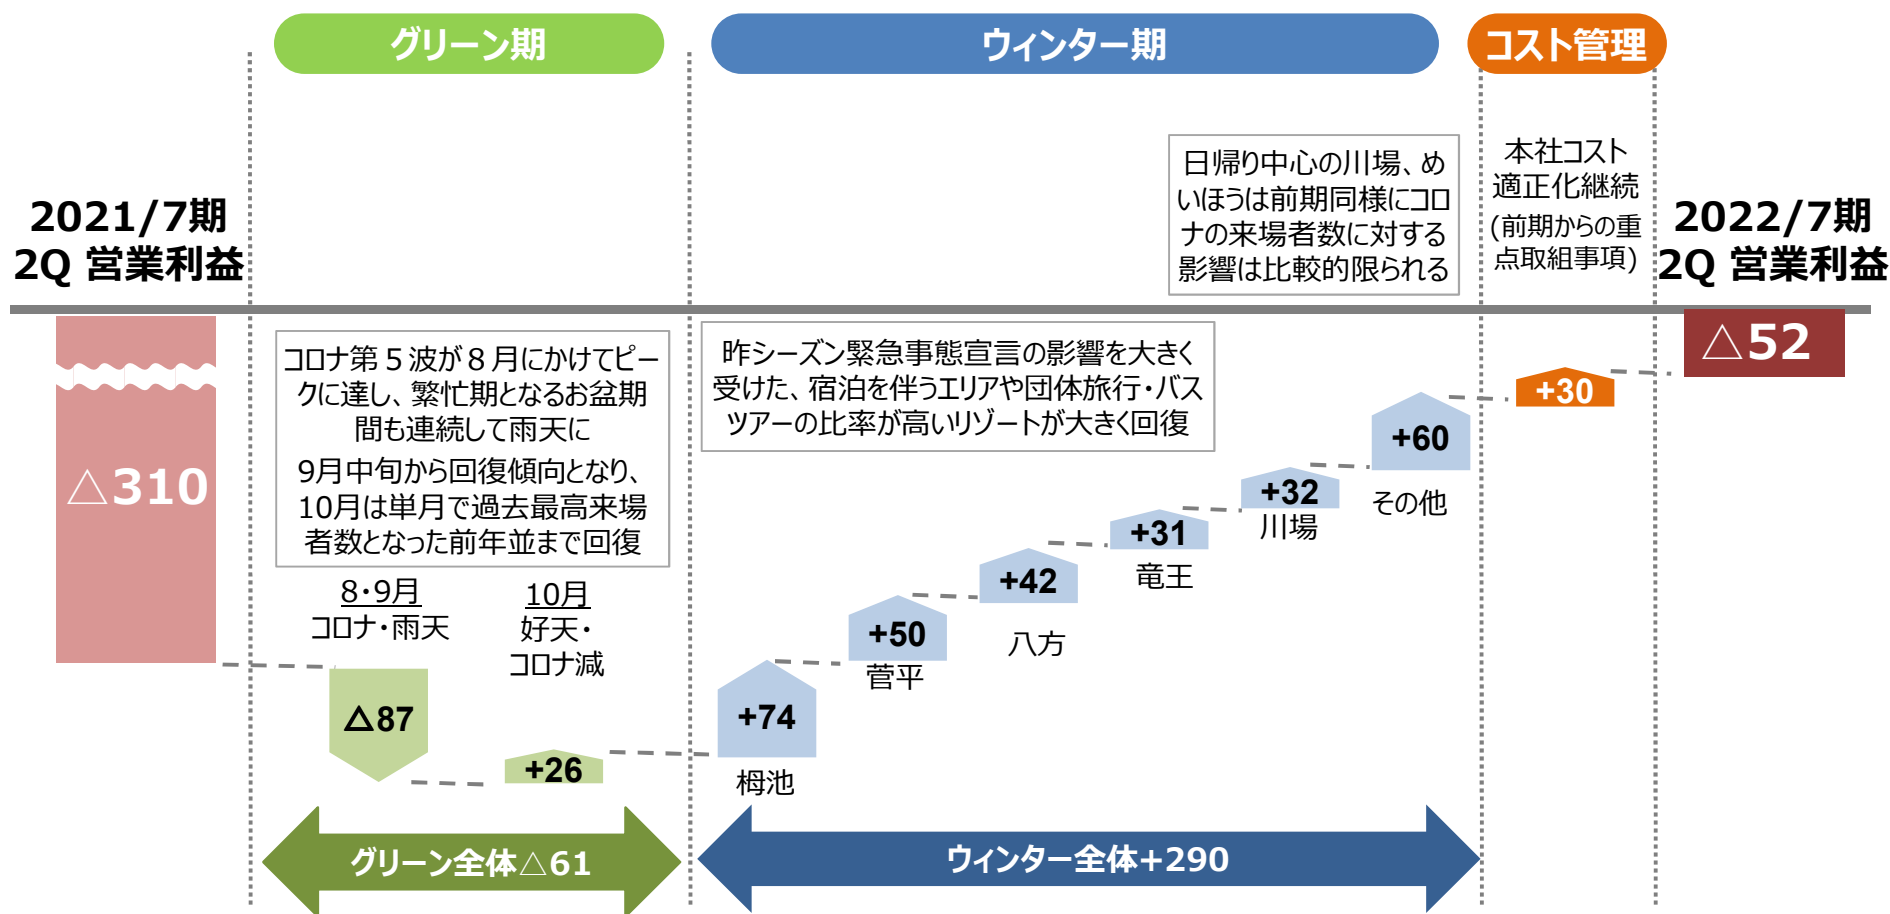 グリーン期
ウィンター期
コスト管理
2021/7期
2Q 営業利益
日帰り中心の川場、め
いほうは前期同様にコロ
ナの来場者数に対する
影響は比較的限られる
本社コスト
適正化継続
(前期からの重
点取組事項)
2022/7期
2Q 営業利益
△310
コロナ第5波が8月にかけてピー
クに達し、繁忙期となるお盆期
間も連続して雨天に
9月中旬から回復傾向となり、
10月は単月で過去最高来場
者数となった前年並まで回復
昨シーズン緊急事態宣言の影響を大きく
受けた、宿泊を伴うエリアや団体旅行・バス
ツアーの比率が高いリゾートが大きく回復
△52
8・9月
コロナ・雨天
10月
好天・
コロナ減
△87
+26
+74
栂池
+50
菅平
+42
八方
+31
竜王
+32
川場
+60
その他
+30
グリーン全体△61
ウィンター全体+290